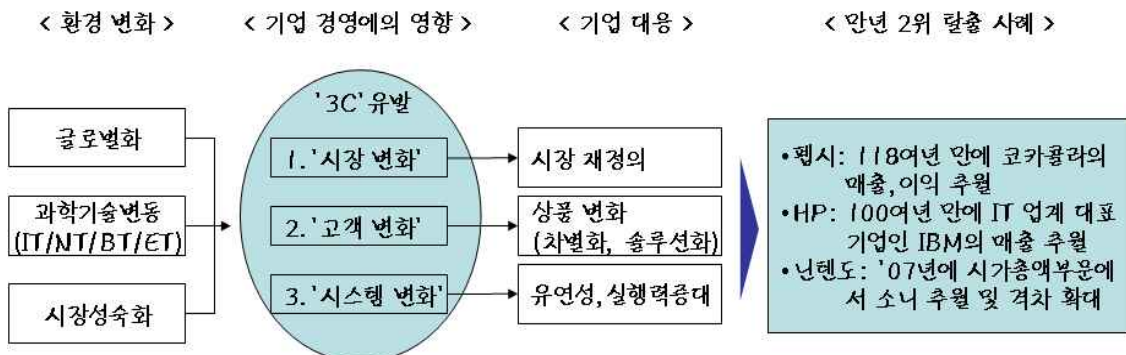 < 환경 변화 >
< 기업 경영에의 영향 >
< 기업 대응 >
< 만년 2위 탈출 사례 >
글로벌화
과학기술변동
(IT/NT/BT/ET)
시장성숙화
'3C' 유발
1. '시장 변화'
2. '고객 변화'
3. '시스템 변화'
시장 재정의
상품 변화
(차별화, 솔루션화)
유연성,실행력증대
•펩시: 118여년 만에 코카콜라의
매출,이익 추월
•HP: 100여년 만에 IT 업계 대표
기업인 IBM의 매출 추월
•닌텐도: '07년에 시가총액부문에
서 소니 추월 및 격차 확대